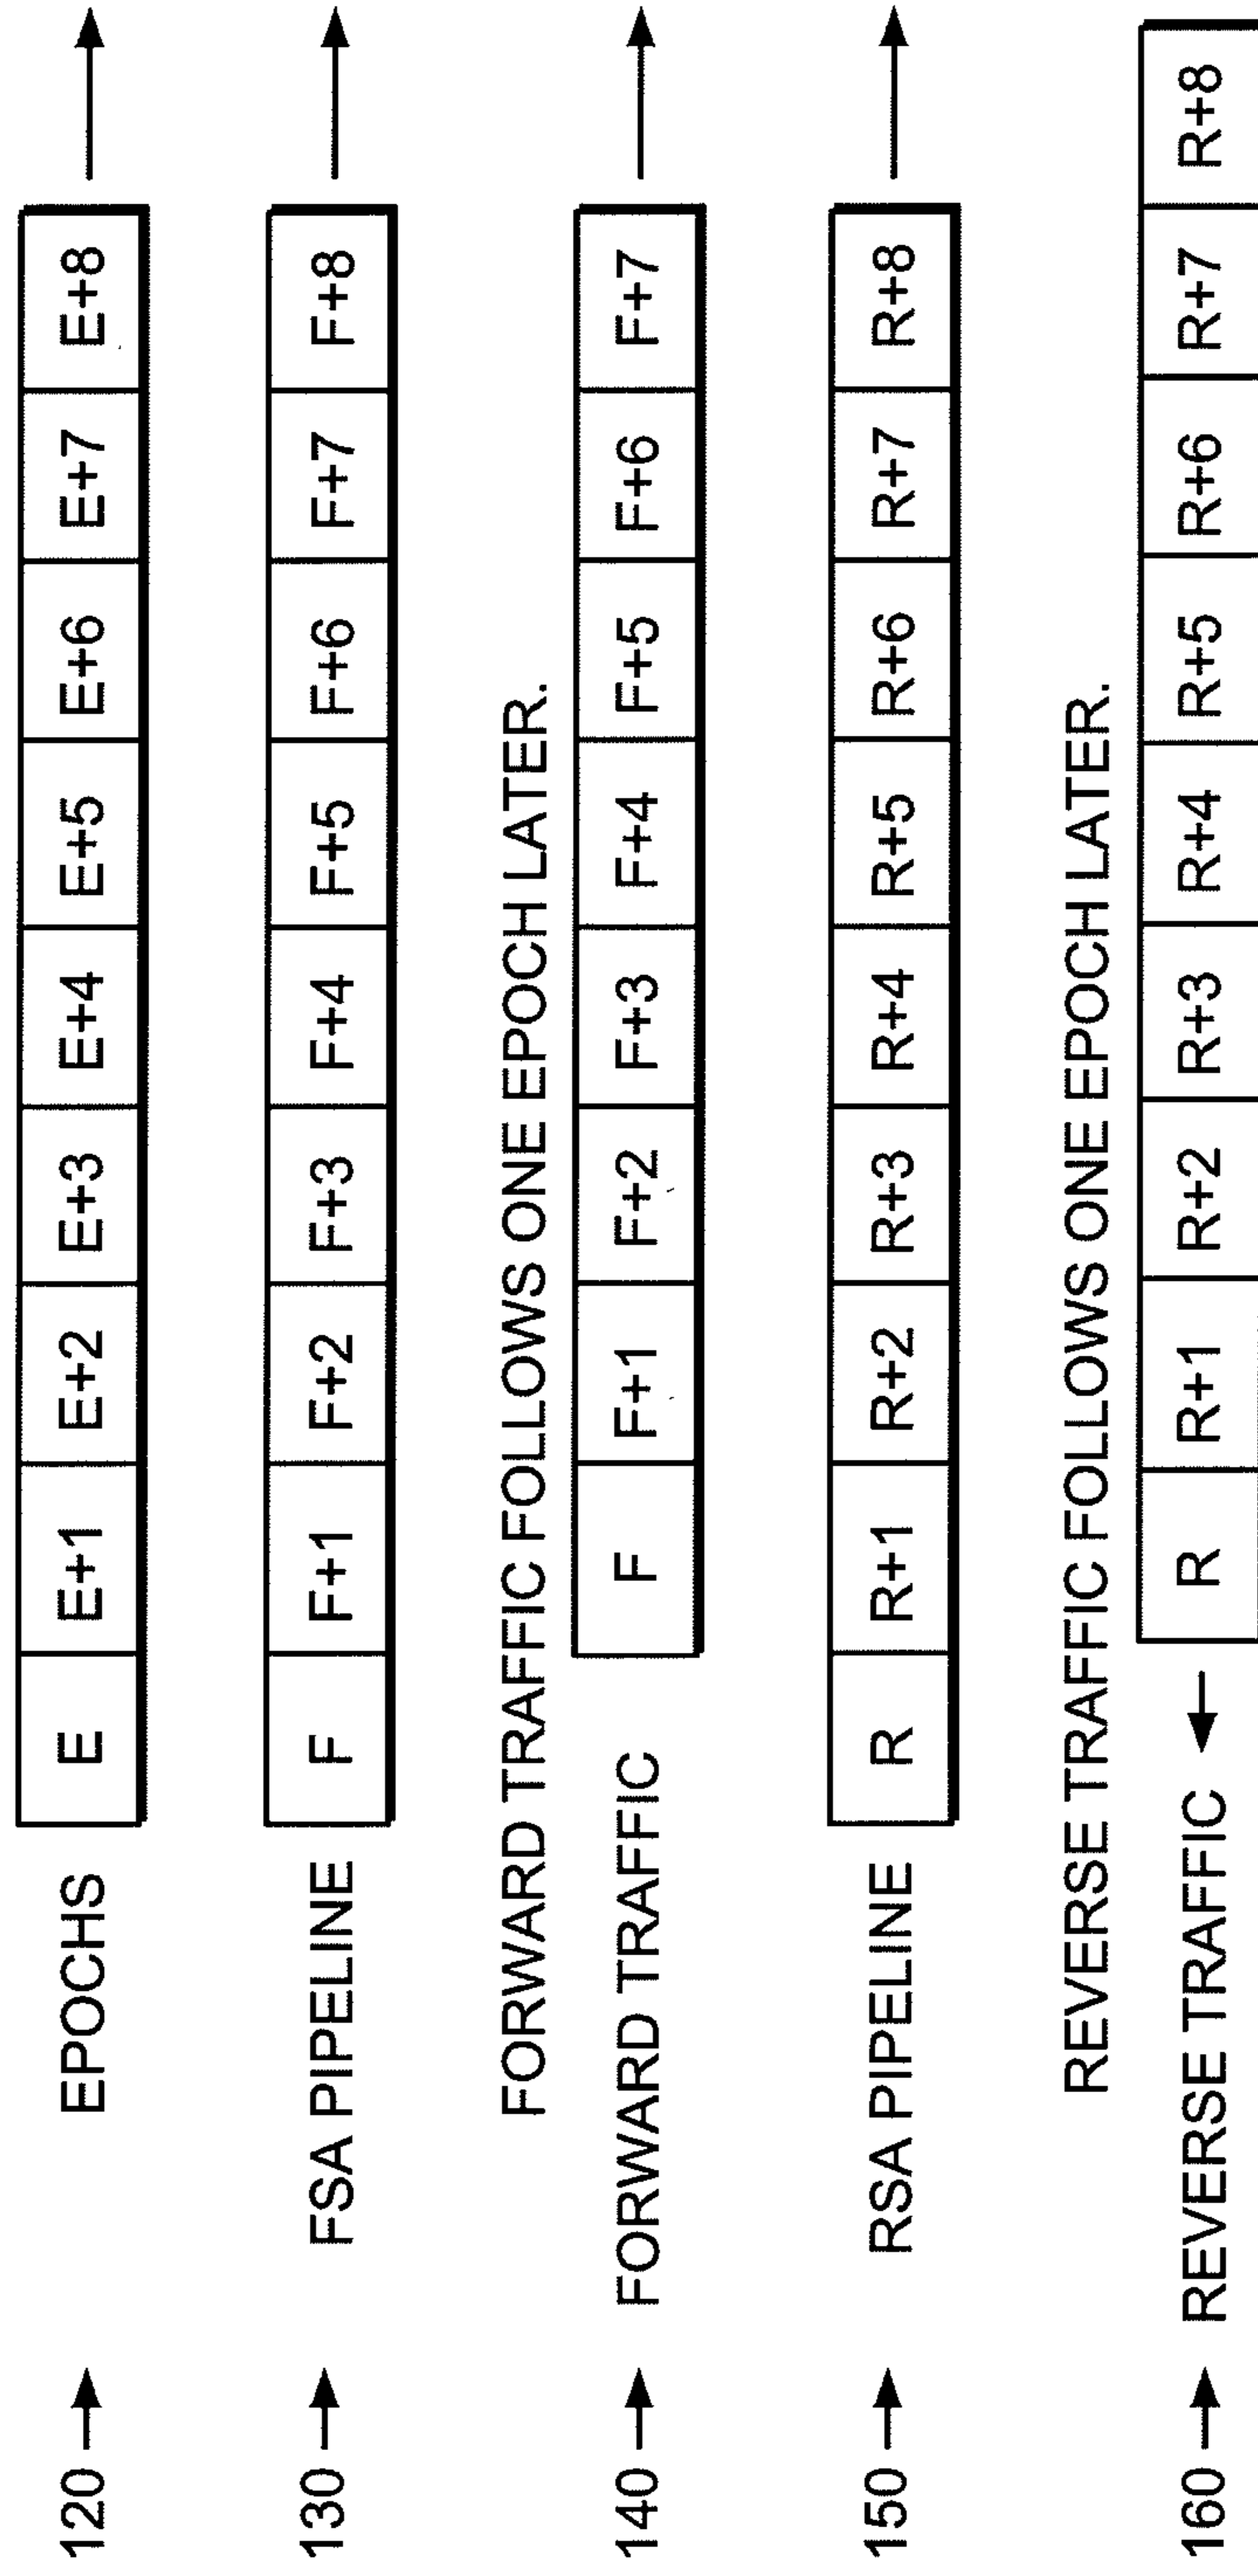 120 EPOCHS E E+1 E+2 E+3 E+4 E+5 E+6 E+7 E+8
130 FSA PIPELINE F F+1 F+2 F+3 F+4 F+5 F+6 F+7 F+8
FORWARD TRAFFIC FOLLOWS ONE EPOCH LATER.
140 FORWARD TRAFFIC F F+1 F+2 F+3 F+4 F+5 F+6 F+7
150 RSA PIPELINE R R+1 R+2 R+3 R+4 R+5 R+6 R+7 R+8
REVERSE TRAFFIC FOLLOWS ONE EPOCH LATER.
160 REVERSE TRAFFIC R R+1 R+2 R+3 R+4 R+5 R+6 R+7 R+8